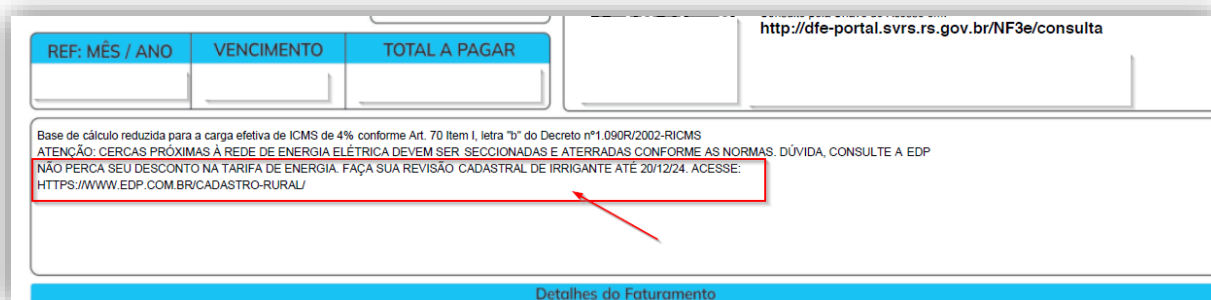 http://dfe-portal.svrs.rs.gov.br/NF3e/consulta
REF: MÊS / ANO
VENCIMENTO
TOTAL A PAGAR
Base de cálculo reduzida para a carga efetiva de ICMS de 4% conforme Art. 70 Item I, letra "b" do Decreto nº1.090R/2002-RICMS
ATENÇÃO: CERCAS PRÓXIMAS À REDE DE ENERGIA ELÉTRICA DEVEM SER SECCIONADAS E ATERRADAS CONFORME AS NORMAS. DÚVIDA, CONSULTE A EDP
NÃO PERCA SEU DESCONTO NA TARIFA DE ENERGIA. FAÇA SUA REVISÃO CADASTRAL DE IRRIGANTE ATÉ 20/12/24. ACESSE:
HTTPS://WWW.EDP.COM.BR/CADASTRO-RURAL/
Detalhes do Faturamento